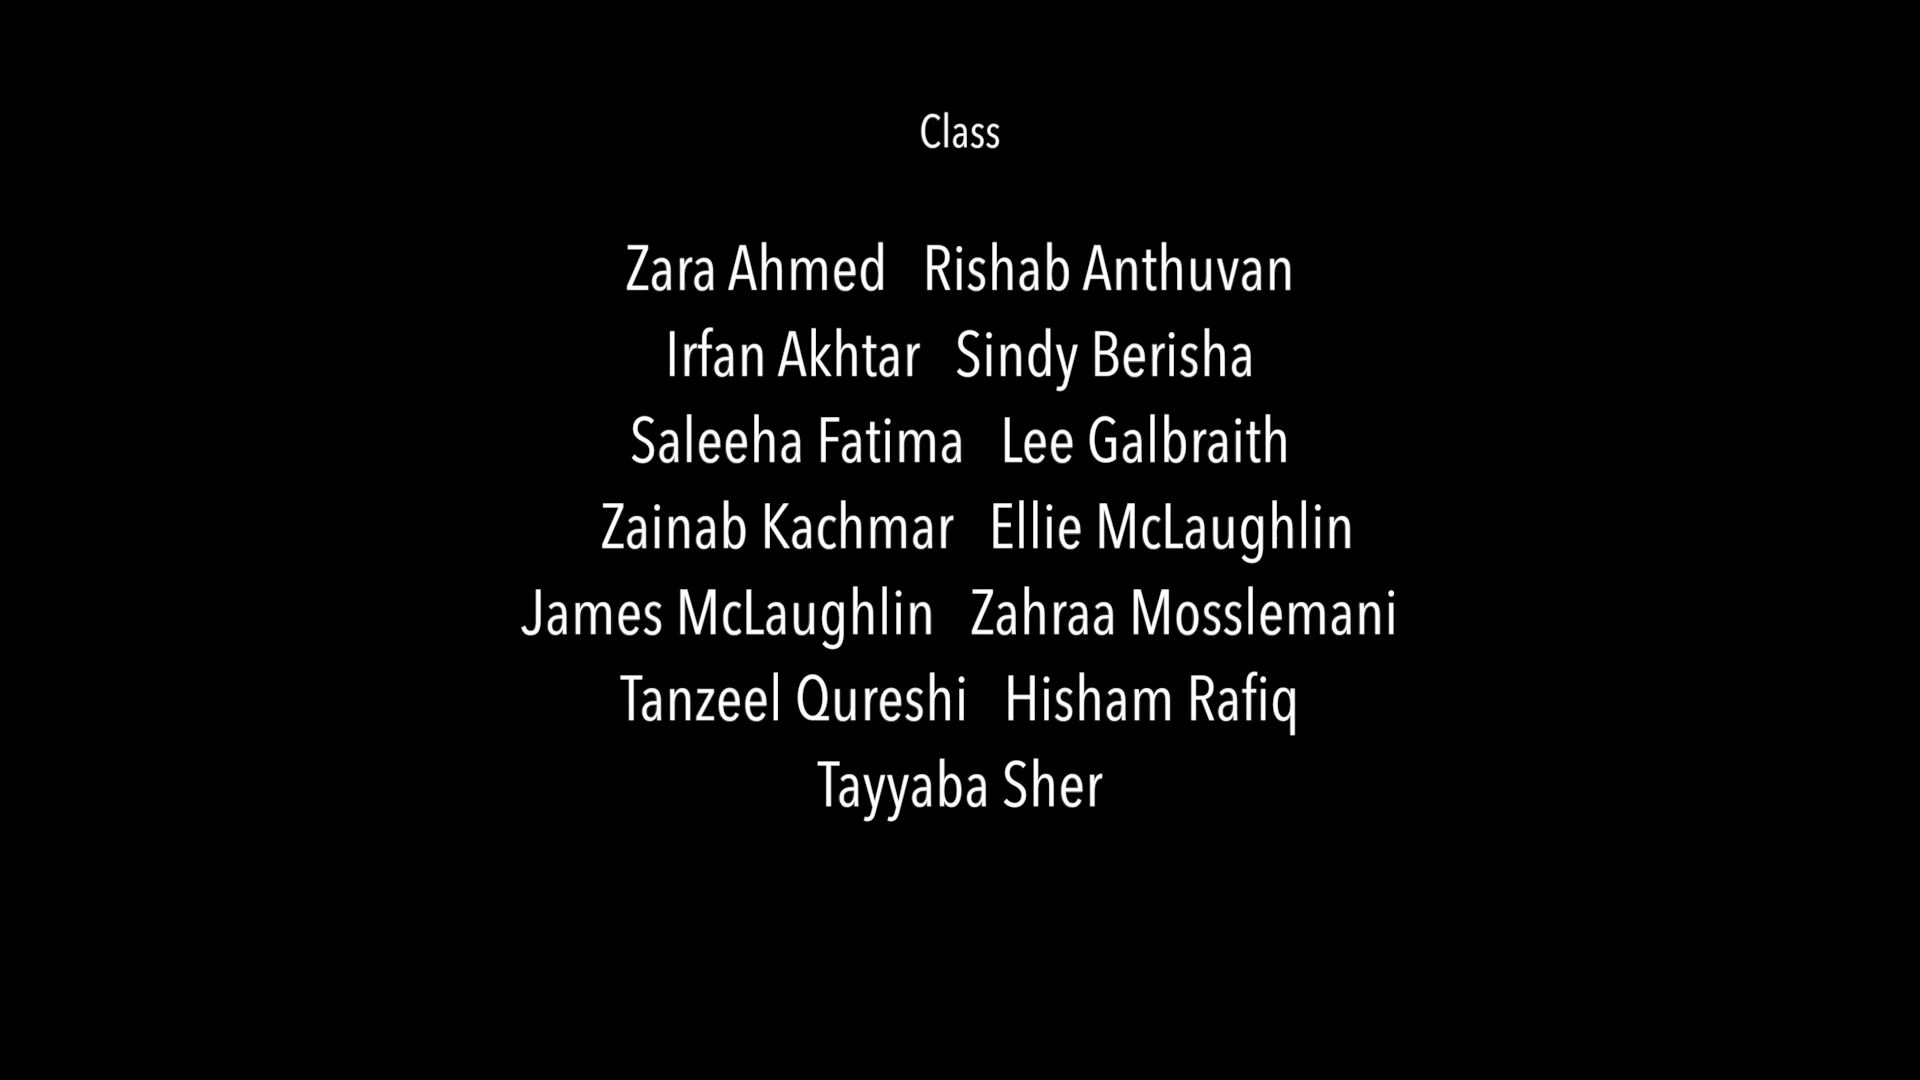 Class
Zara Ahmed Rishab Anthuvan
Irfan Akhtar Sindy Berisha
Saleeha Fatima Lee Galbraith
Zainab Kachmar Ellie McLaughlin
James McLaughlin Zahraa Mosslemani
Tanzeel Qureshi Hisham Rafiq
Tayyaba Sher